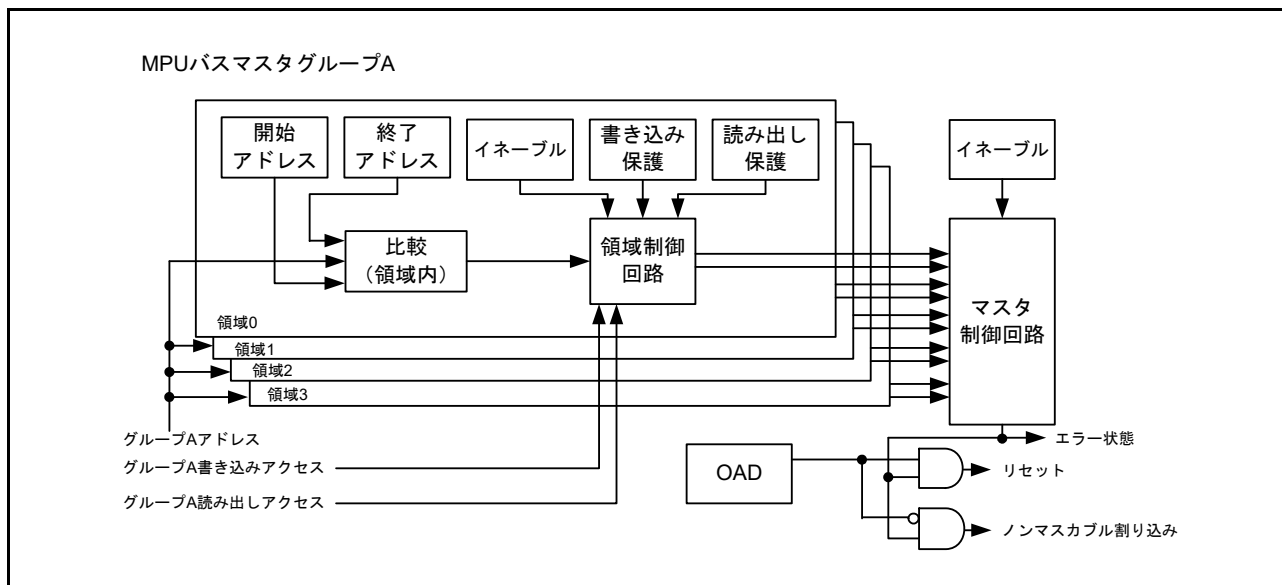 MPUバスマスタグループA
開始
アドレス
終了
アドレス
イネーブル
書き込み
保護
読み出し
保護
イネーブル
比較
（領域内）
領域制御
回路
マスタ
制御回路
領域0
領域1
領域2
領域3
グループAアドレス
グループA書き込みアクセス
グループA読み出しアクセス
OAD
エラー状態
リセット
ノンマスカブル割り込み